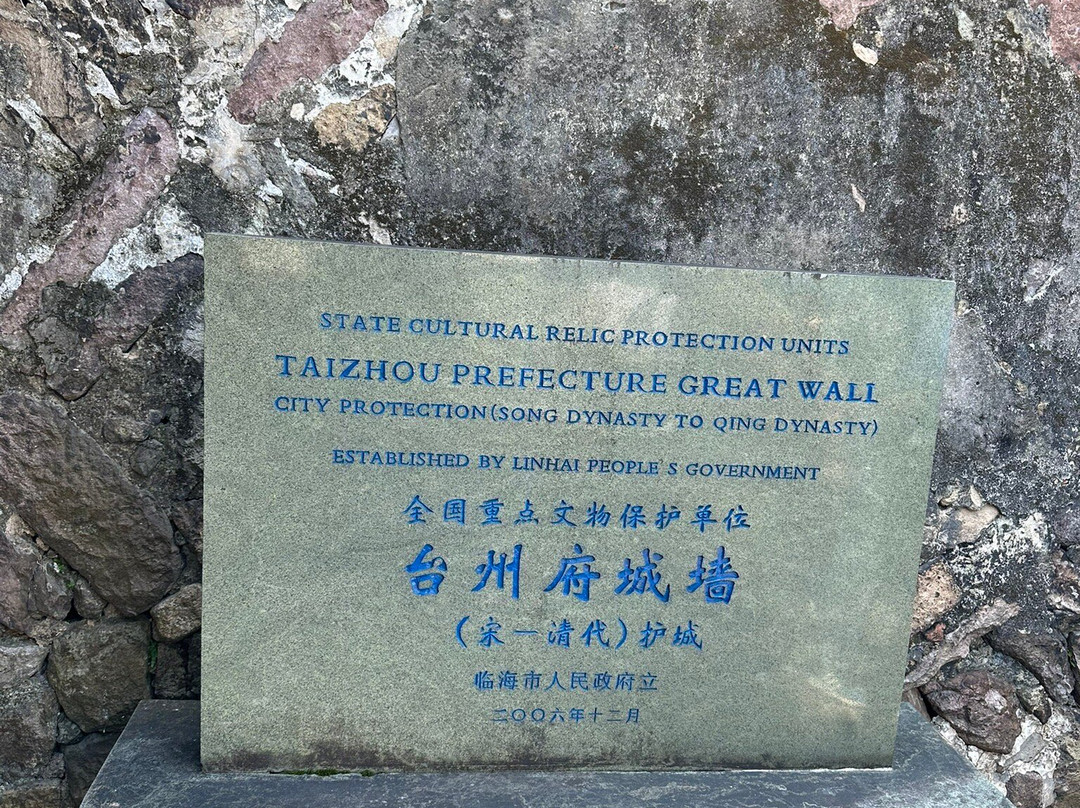 STATE CULTURAL RELIC PROTECTION UNITS
TAIZHOU PREFECTURE GREAT WALL
CITY PROTECTION(SONG DYNASTY TO QING DYNASTY)
ESTABLISHED BY LINHAI PEOPLE'S GOVERNMENT
全国重点文物保护单位
台州府城墙
(宋—清代)护城
临海市人民政府立
二〇〇六年十二月